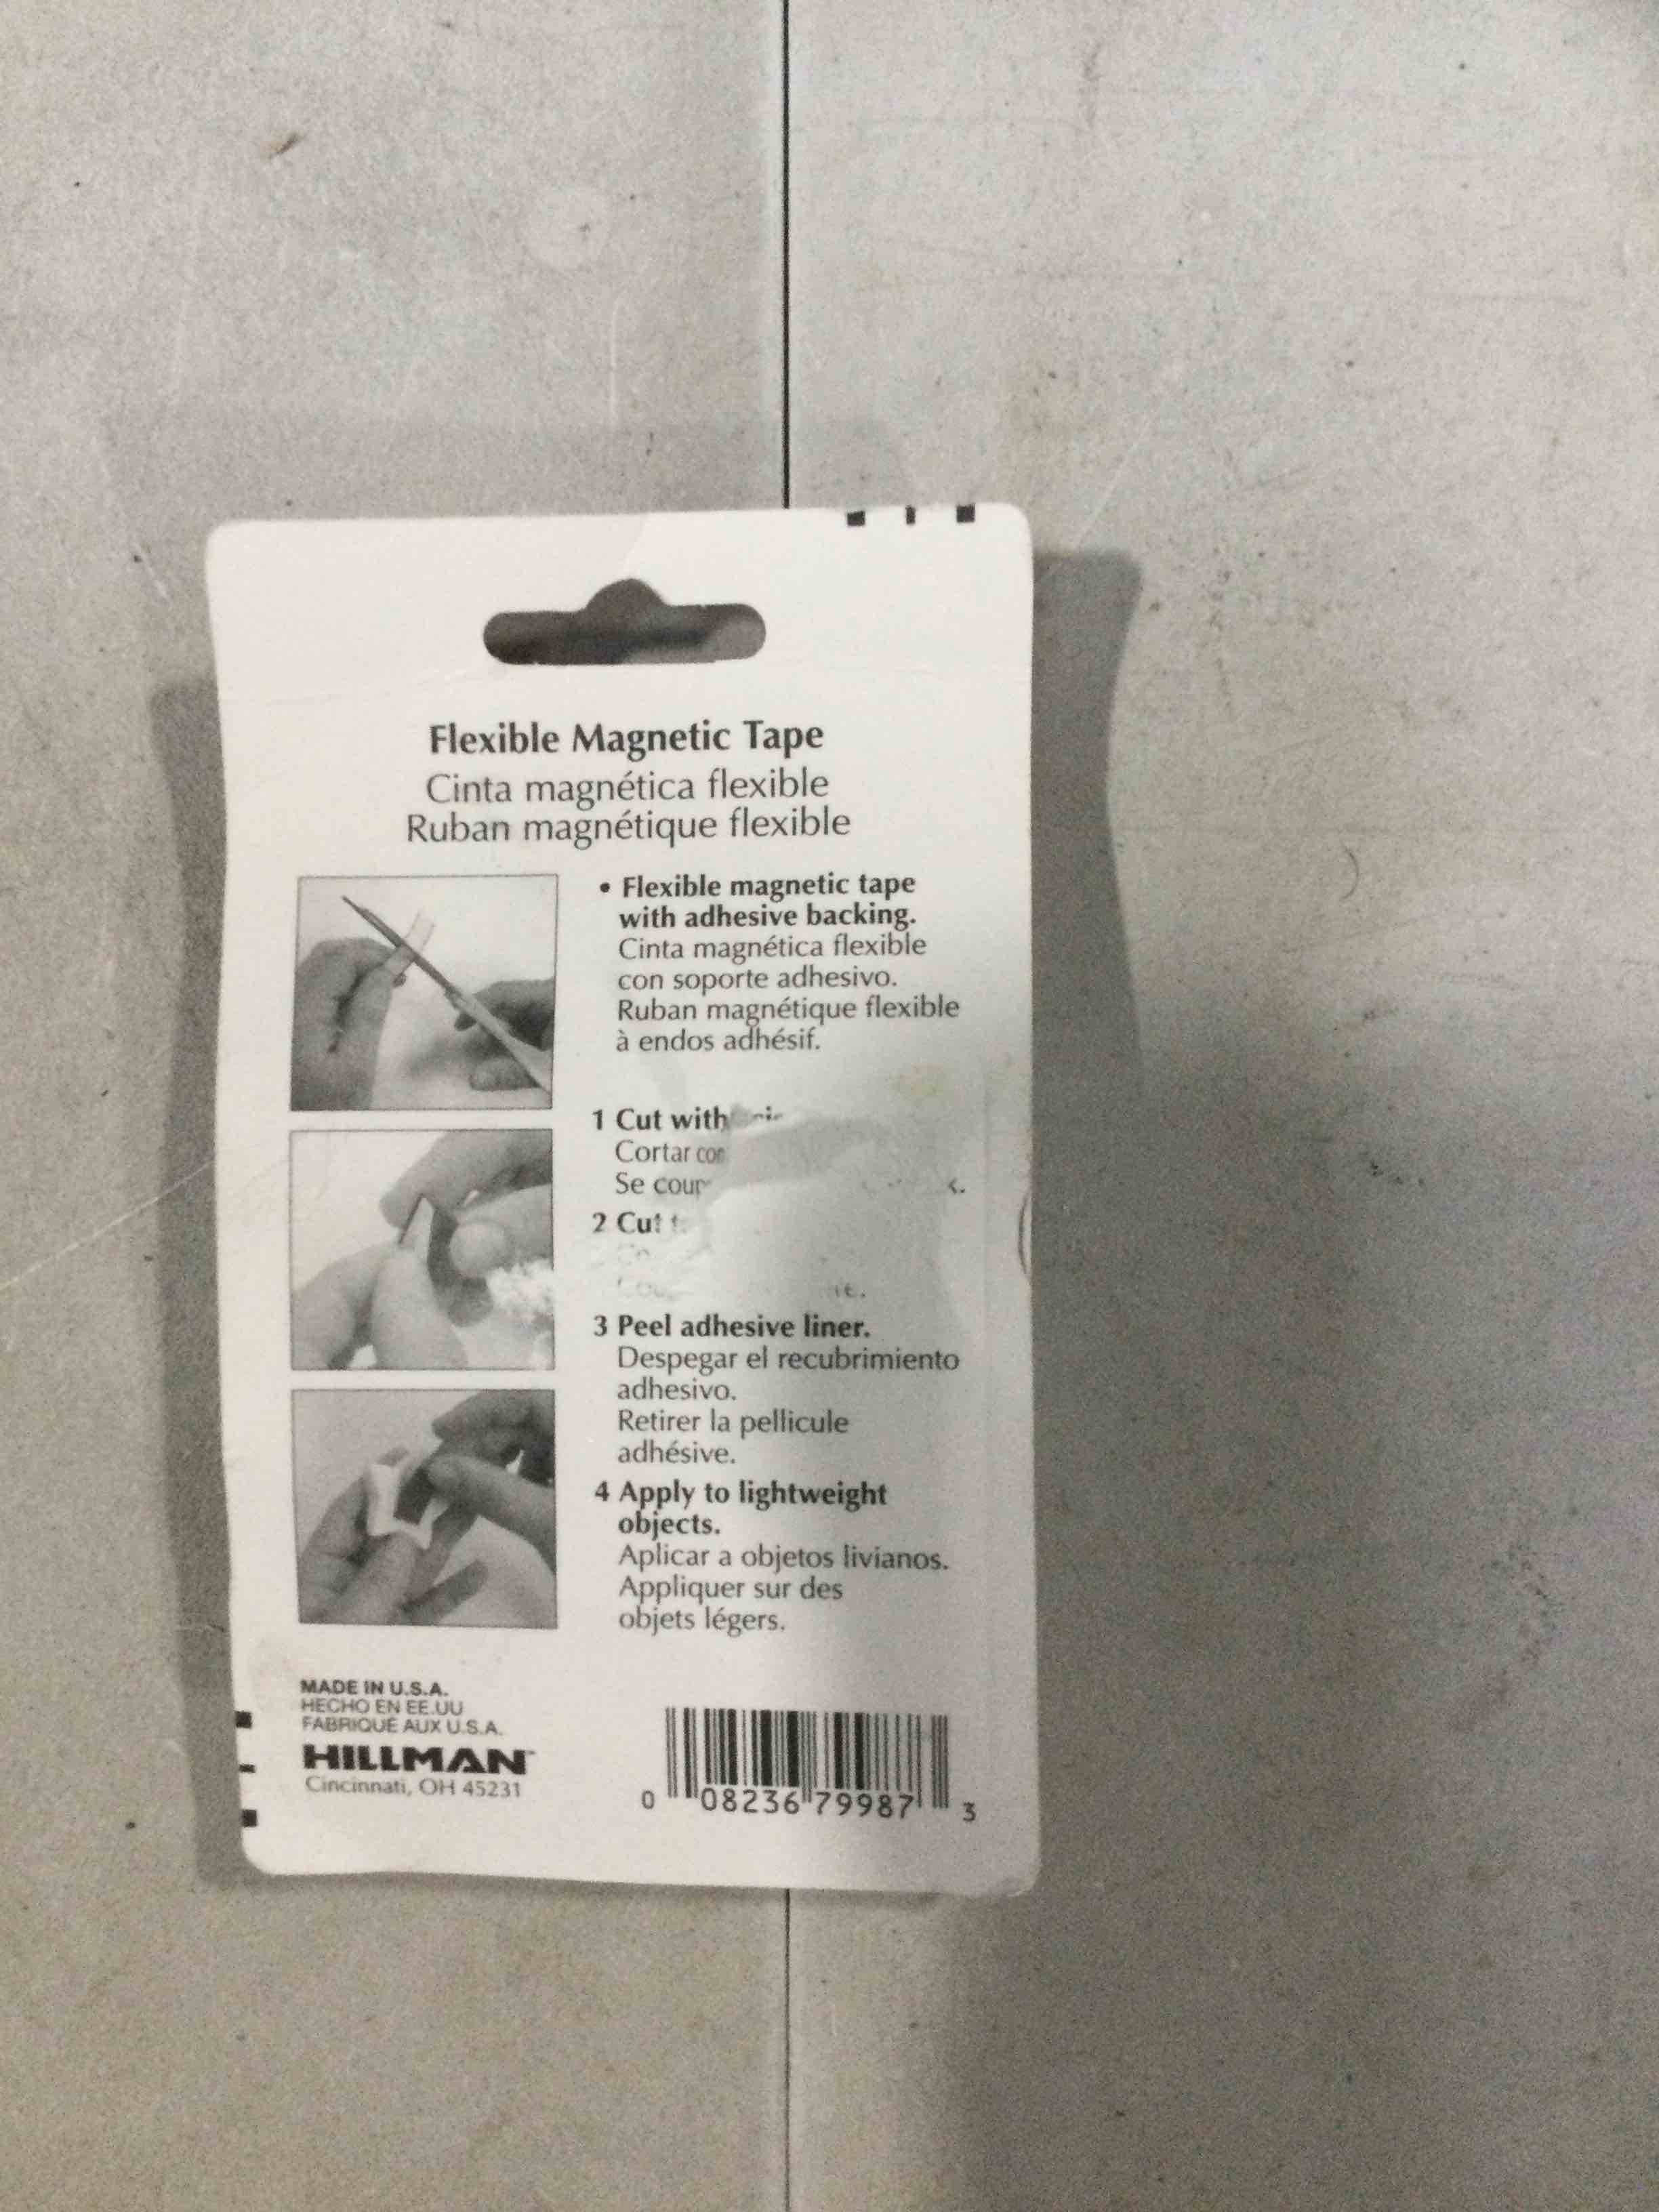 Flexible Magnetic Tape
Cinta magnética flexible
Ruban magnétique flexible
• Flexible magnetic tape
with adhesive backing.
Cinta magnética flexible
con soporte adhesivo.
Ruban magnétique flexible
à endos adhésif.
1 Cut with
Cortar con
Se
2 Cut
3 Peel adhesive liner.
Despegar el recubrimiento
adhesivo.
Retirer la pellicule
adhésive.
4 Apply to lightweight
objects.
Aplicar a objetos livianos.
Appliquer sur des
objets légers.
MADE IN U.S.A.
HECHO EN EE.UU
FABRIQUÉ AUX U.S.A.
HILLMAN
Cincinnati, OH 45231
0 08236 79987 3